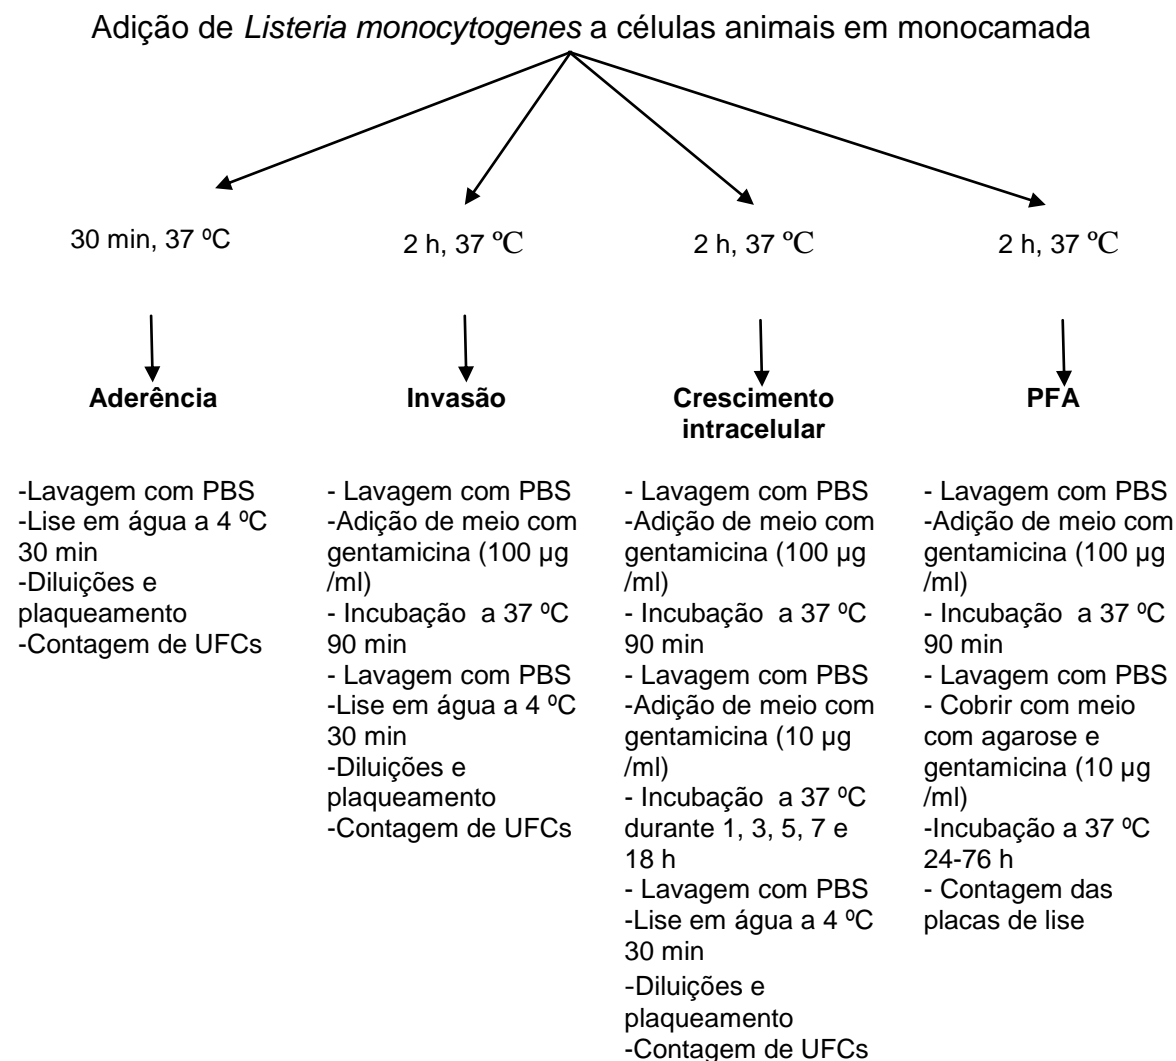 Adição de Listeria monocytogenes a células animais em monocamada
30 min, 37 ºC
2 h, 37 ºC
2 h, 37 ºC
2 h, 37 ºC
Aderência
Invasão
Crescimento
intracelular
PFA
-Lavagem com PBS
-Lise em água a 4 ºC
30 min
-Diluições e
plaqueamento
-Contagem de UFCs
- Lavagem com PBS
-Adição de meio com
gentamicina (100 µg
/ml)
- Incubação a 37 ºC
90 min
- Lavagem com PBS
-Lise em água a 4 ºC
30 min
-Diluições e
plaqueamento
-Contagem de UFCs
- Lavagem com PBS
-Adição de meio com
gentamicina (100 µg
/ml)
- Incubação a 37 ºC
90 min
- Lavagem com PBS
-Adição de meio com
gentamicina (10 µg
/ml)
- Incubação a 37 ºC
durante 1, 3, 5, 7 e
18 h
- Lavagem com PBS
-Lise em água a 4 ºC
30 min
-Diluições e
plaqueamento
-Contagem de UFCs
- Lavagem com PBS
-Adição de meio com
gentamicina (100 µg
/ml)
- Incubação a 37 ºC
90 min
- Lavagem com PBS
- Cobrir com meio
com agarose e
gentamicina (10 µg
/ml)
-Incubação a 37 ºC
24-76 h
- Contagem das
placas de lise